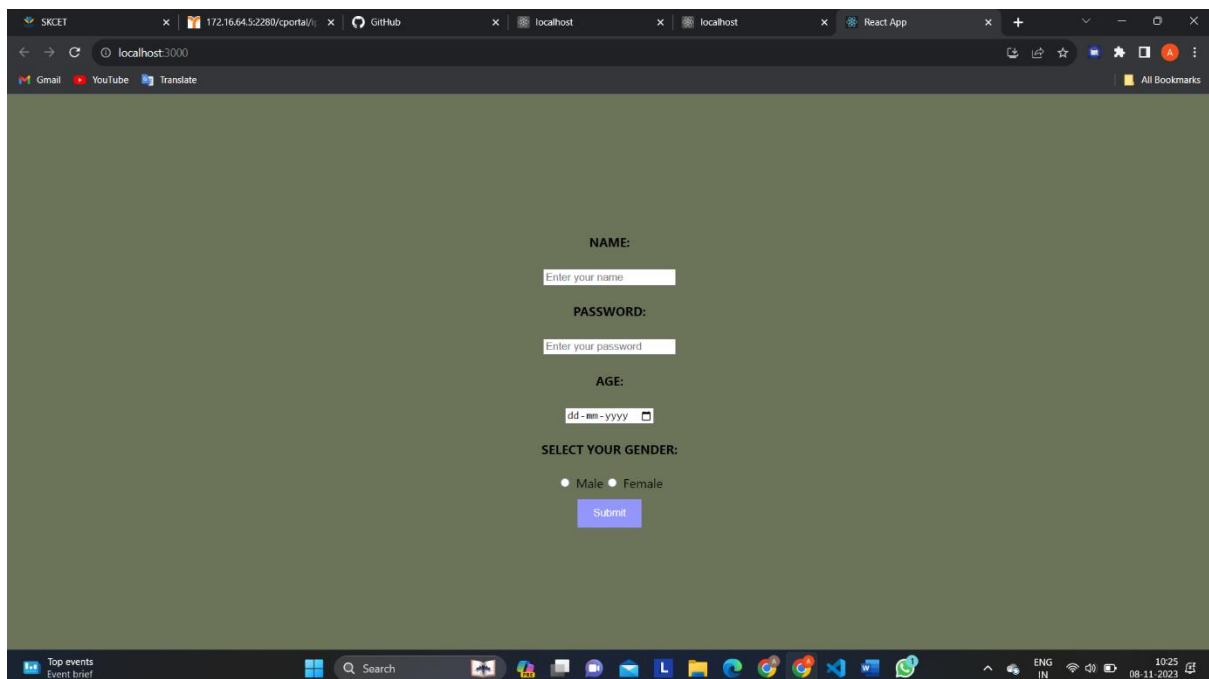 SKCET
172.16.64.5:2280/cportal/
GitHub
localhost
localhost
React App
localhost:3000
Gmail
YouTube
Translate
All Bookmarks
NAME:
Enter your name
PASSWORD:
Enter your password
AGE:
dd-mm-yyyy
SELECT YOUR GENDER:
Male Female
Submit
Top events
Event brief
Search
ENG
IN
10:25
08-11-2023